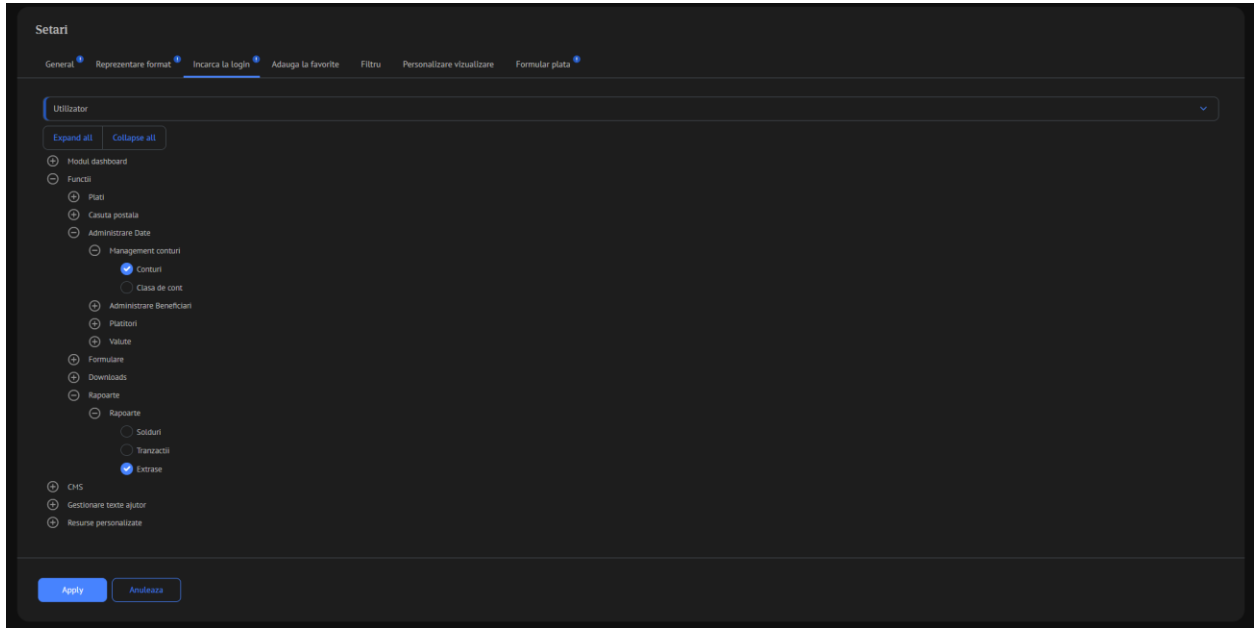 Setari
General Reprezentare format Incarca la login Adauga la favorite Filtru Personalizare vizualizare Formular plata
Utilizator
Expand all Collapse all
Modul dashboard
Functii
Plati
Casuta postala
Administrare Date
Management conturi
Conturi
Clasa de cont
Administrare Beneficiari
Platitori
Valute
Formulare
Downloads
Rapoarte
Rapoarte
Solduri
Tranzactii
Extrase
CMS
Gestionare texte ajutor
Resurse personalizate
Apply Anuleaza